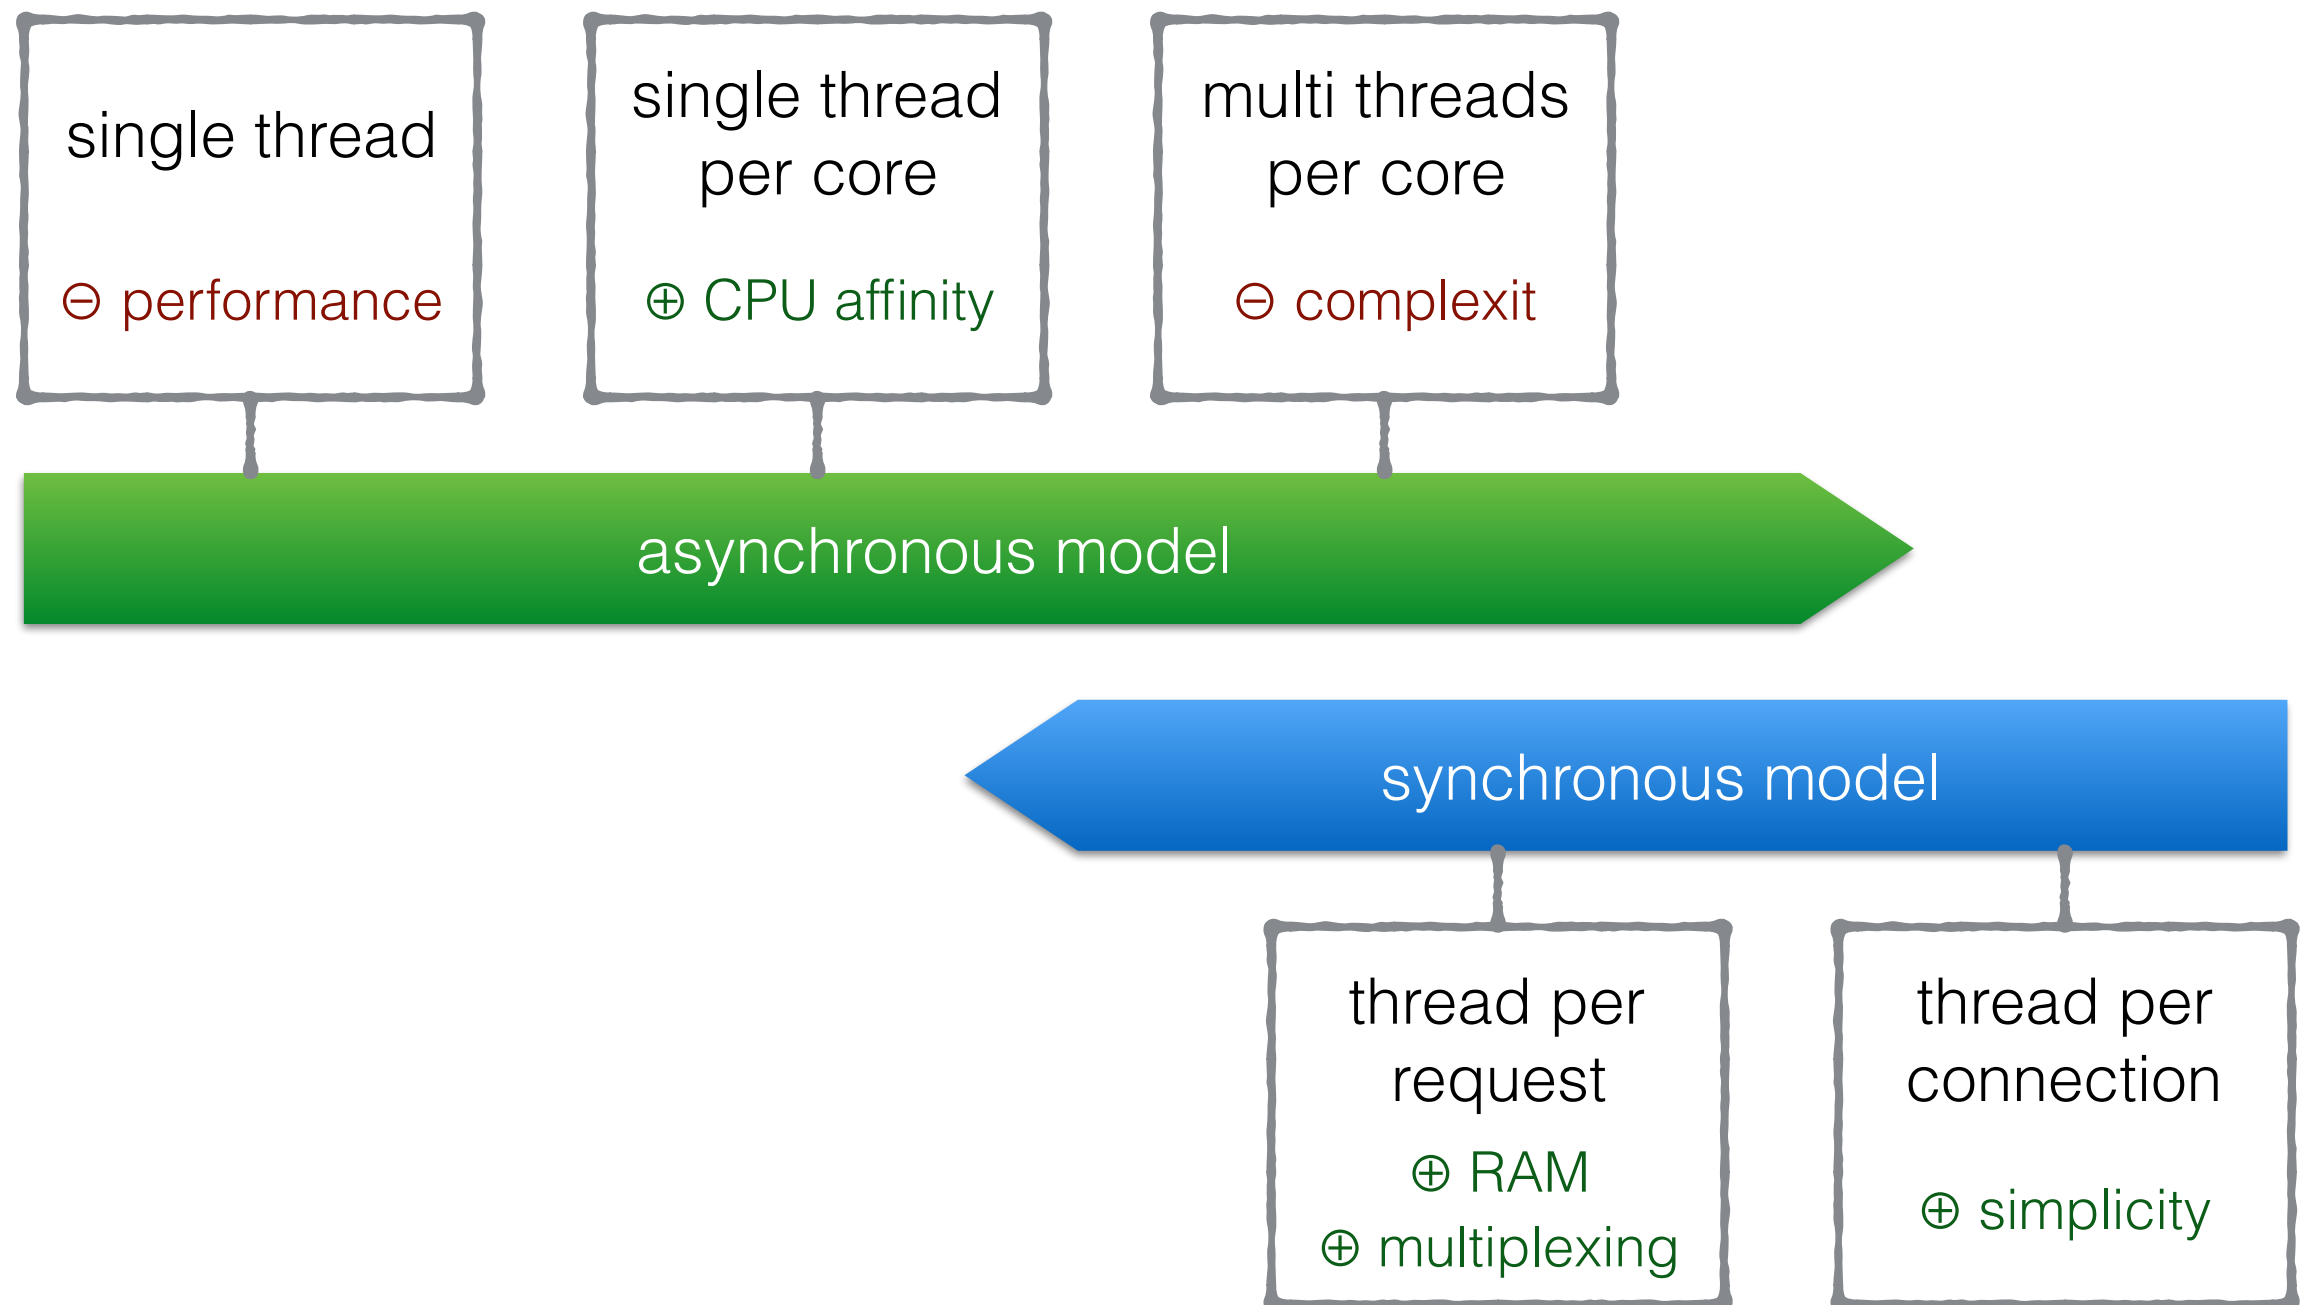 single thread
⊖ performance
single thread
per core
⊕ CPU affinity
multi threads
per core
⊖ complexit
asynchronous model
synchronous model
thread per
request
⊕ RAM
⊕ multiplexing
thread per
connection
⊕ simplicity